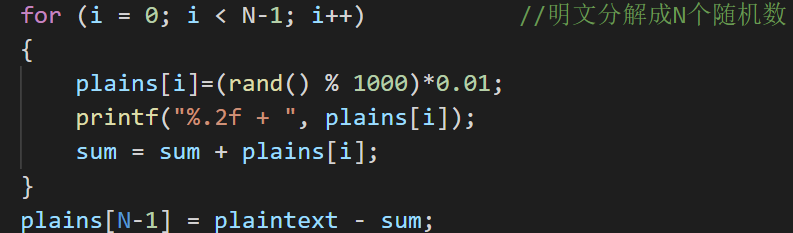 for (i = 0; i < N-1; i++) //明文分解成N个随机数
{
plains[i]=(rand() % 1000)*0.01;
printf("%.2f + ", plains[i]);
sum = sum + plains[i];
}
plains[N-1] = plaintext - sum;